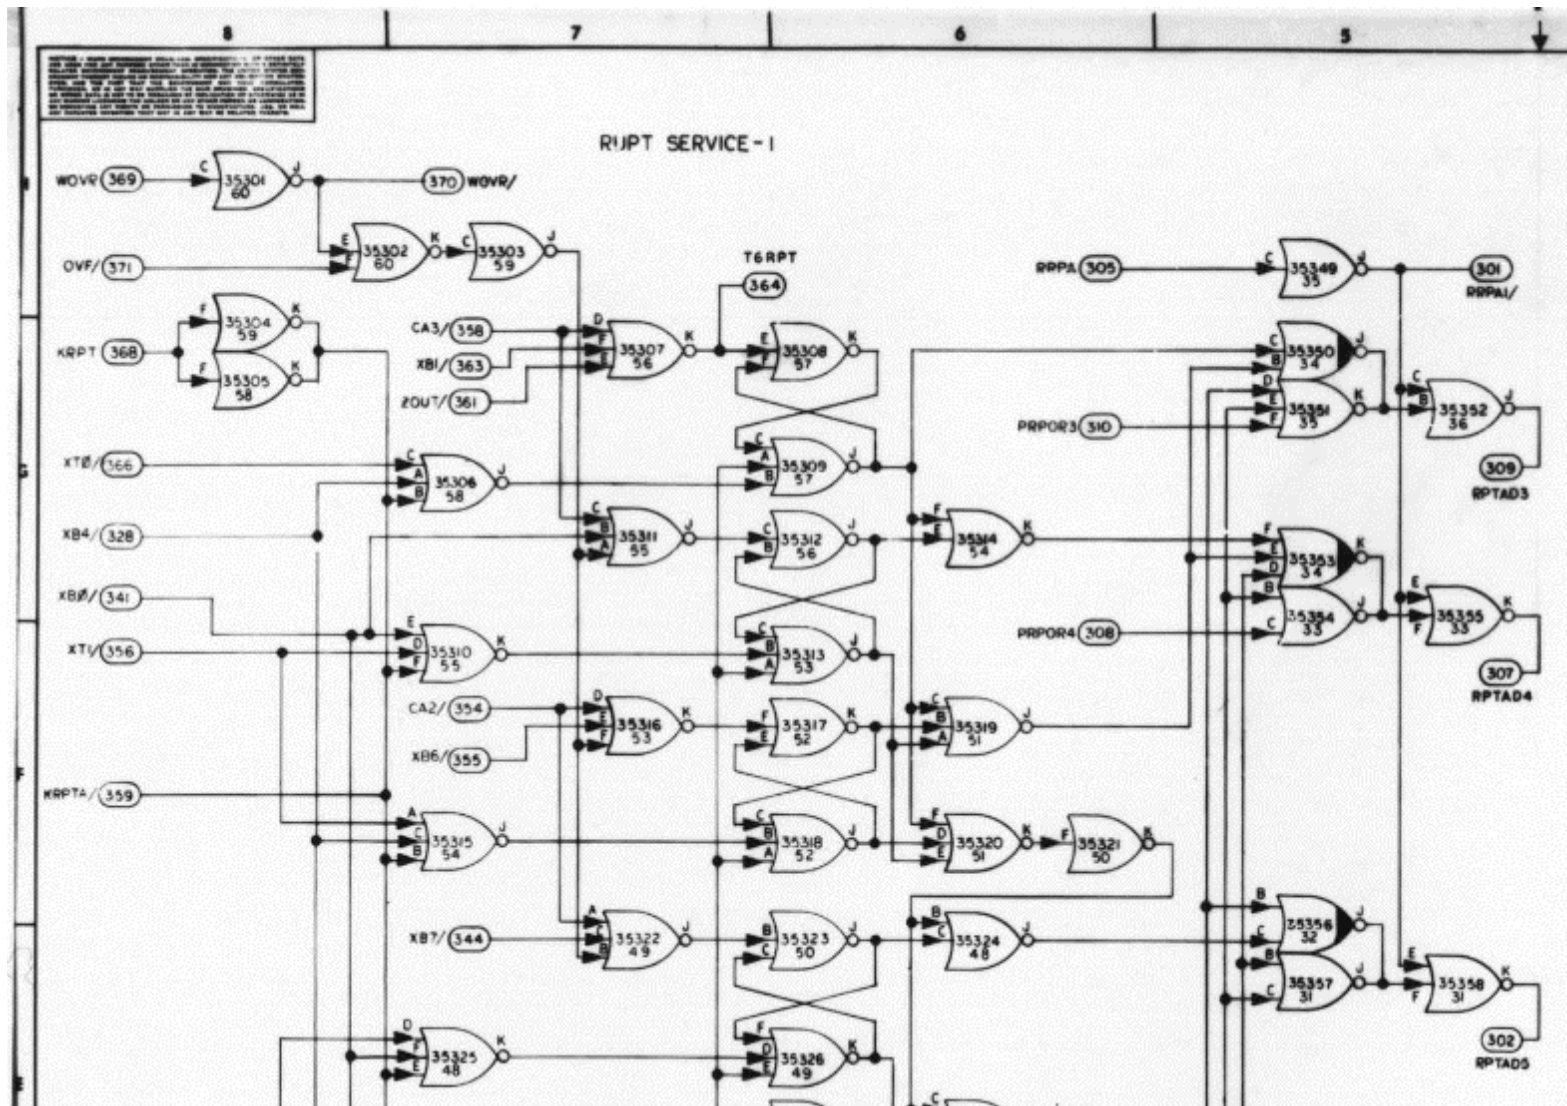 8 7 6 5
RUPT SERVICE-1
WOVR 369
C 35301 60 J
370 WOVR/
OVF/ 371
E F 35302 60 K
C 35303 59 J
KRPT 368
F 35304 59 K
F 35305 58 K
CA3/ 358
XB1/ 363
ZOUT/ 361
D F E 35307 56 K
T6RPT
364
E F 35308 57 K
C A B 35309 57 J
XT0/ 366
C A B 35306 58 J
XB4/ 328
XBØ/ 341
XT1/ 356
C B A 35311 55 J
C B 35312 56 J
F E 35314 54 K
E D F 35310 55 K
C B A 35313 53 J
CA2/ 354
XB6/ 355
D E F 35316 53 K
F E 35317 52 K
C B A 35319 51 J
KRPTA/ 359
A C B 35315 54 J
C B A 35318 52 J
F D E 35320 51 K
F 35321 50 K
XB7/ 344
A C B 35322 49 J
B C 35323 50 J
B C 35324 48 J
D F E 35325 48 K
F D E 35326 49 K
C
RRPA 305
C 35349 35 J
301
RRPA1/
C B 35350 34 J
D E F 35351 35 K
PRPOR3 310
C B 35352 36 J
309
RPTAD3
F E D 35353 34 K
B C 35354 33 J
PRPOR4 308
E F 35355 33 K
307
RPTAD4
B C 35356 32 J
B C 35357 31 J
E F 35358 31 K
302
RPTAD5
H
G
F
E